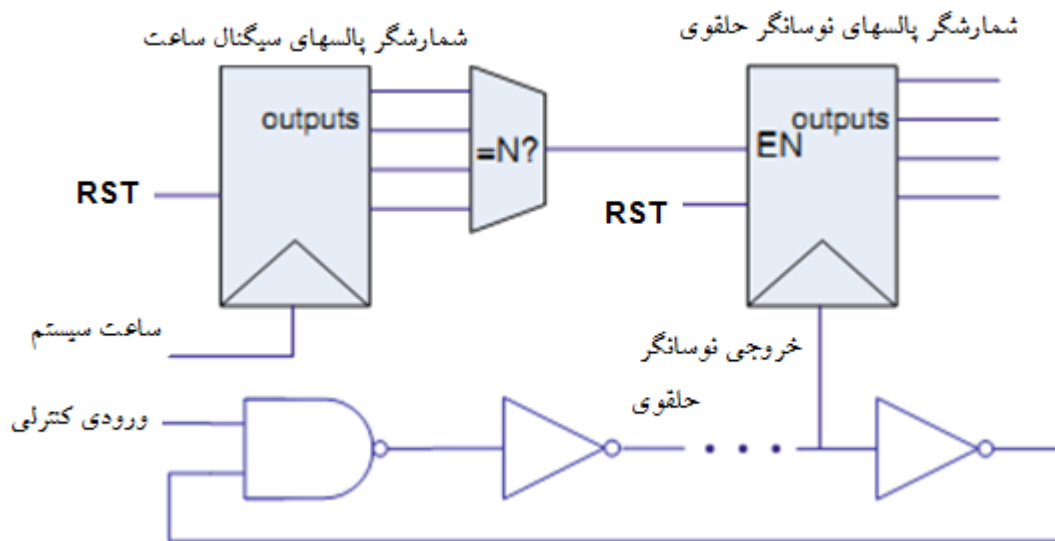 شمارشگر پالسهای سیگنال ساعت
شمارشگر پالسهای نوسانگر حلقوی
outputs
=N?
EN
outputs
RST
RST
ساعت سیستم
خروجی نوسانگر
حلقوی
ورودی کنترلی